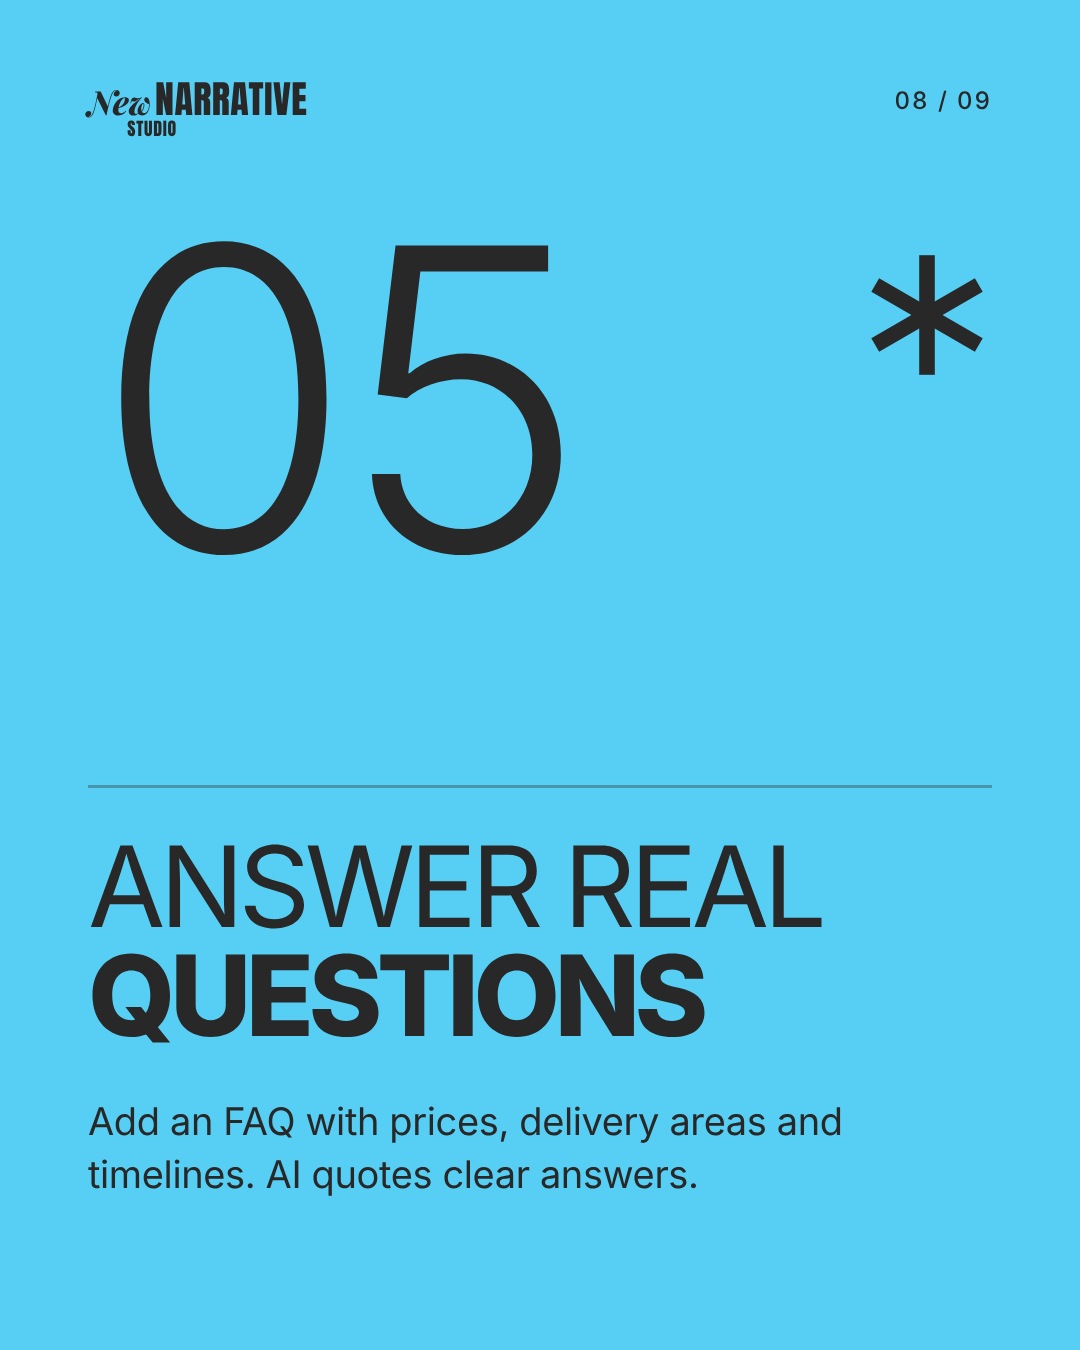 New NARRATIVE
STUDIO
08 / 09
05
*
ANSWER REAL
QUESTIONS
Add an FAQ with prices, delivery areas and
timelines. AI quotes clear answers.